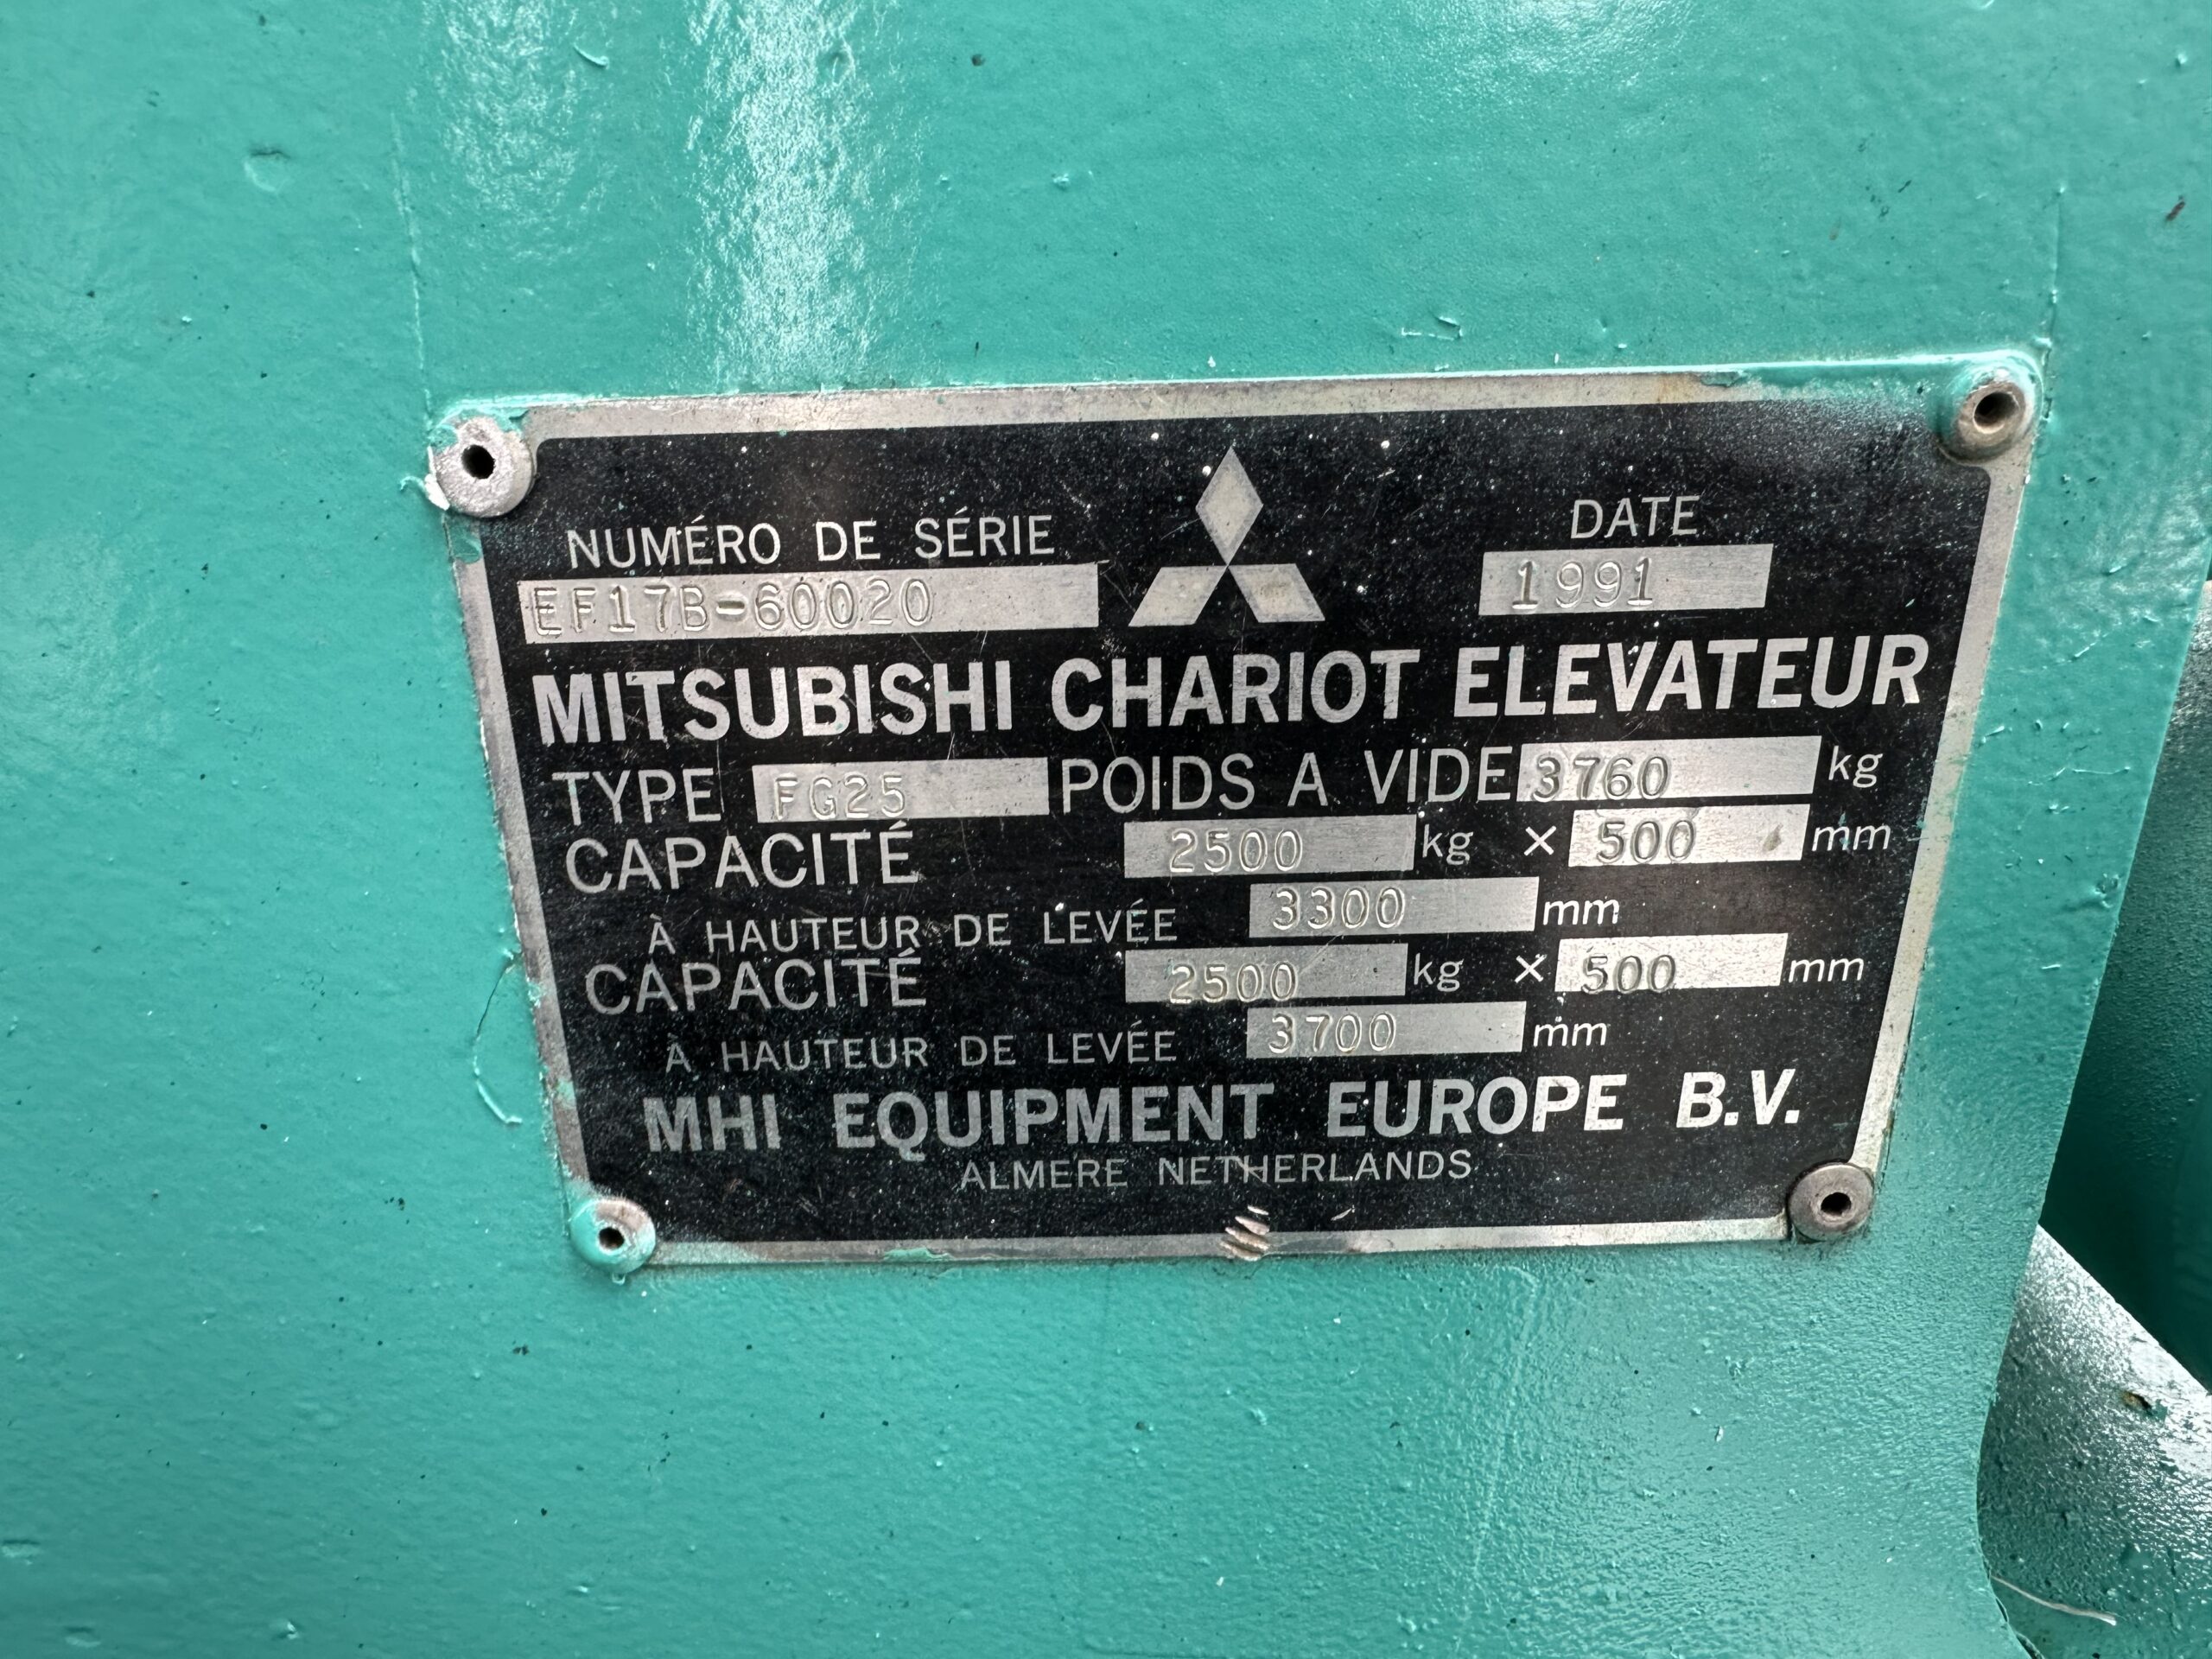 NUMÉRO DE SÉRIE DATE
EF17B-60020 1991
MITSUBISHI CHARIOT ELEVATEUR
TYPE FG25 POIDS A VIDE 3760 kg
CAPACITÉ 2500 kg × 500 mm
À HAUTEUR DE LEVÉE 3300 mm
CAPACITÉ 2500 kg × 500 mm
À HAUTEUR DE LEVÉE 3700 mm
MHI EQUIPMENT EUROPE B.V.
ALMERE NETHERLANDS